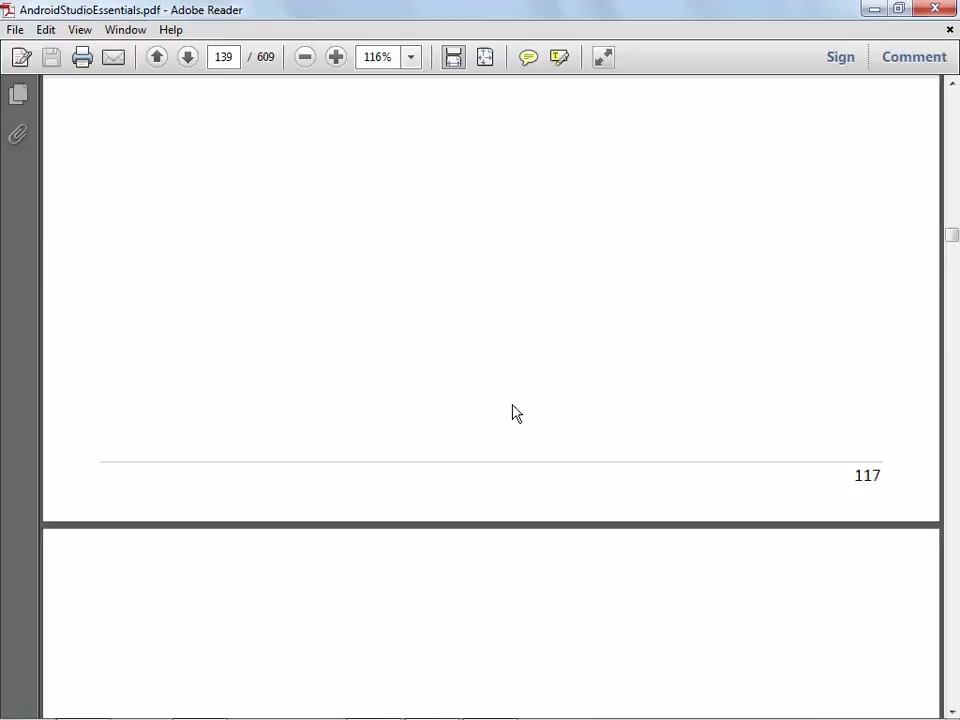 AndroidStudioEssentials.pdf - Adobe Reader
File Edit View Window Help
139 / 609 116% Sign Comment
117